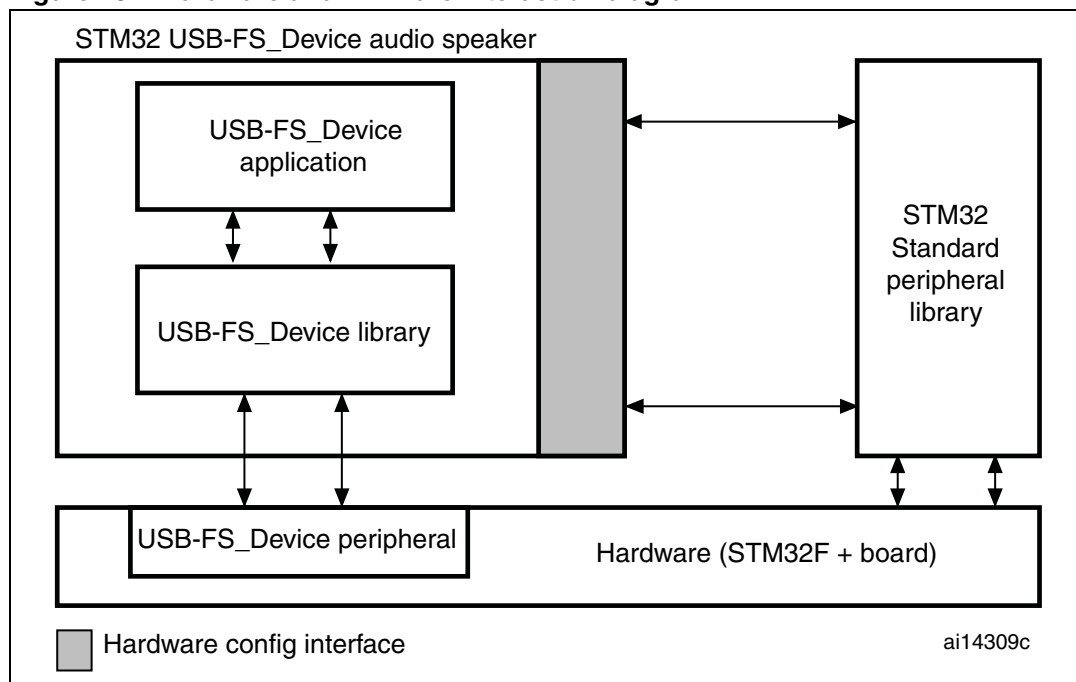 STM32 USB-FS_Device audio speaker
USB-FS_Device
application
USB-FS_Device library
STM32
Standard
peripheral
library
USB-FS_Device peripheral
Hardware (STM32F + board)
Hardware config interface
ai14309c